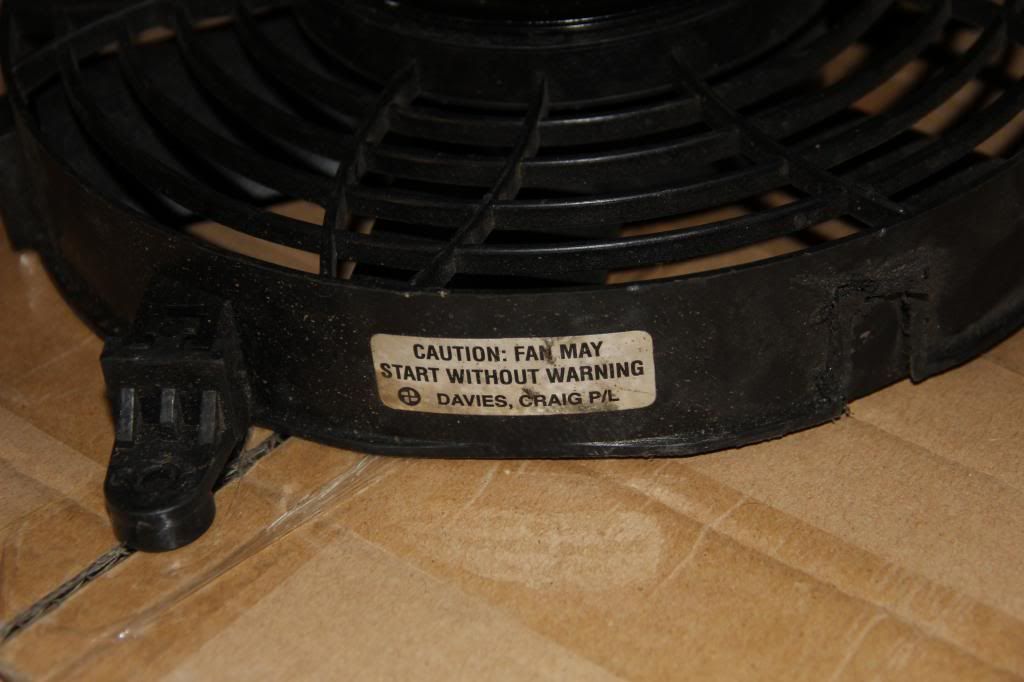 CAUTION: FAN MAY
START WITHOUT WARNING
DAVIES, CRAIG P/L